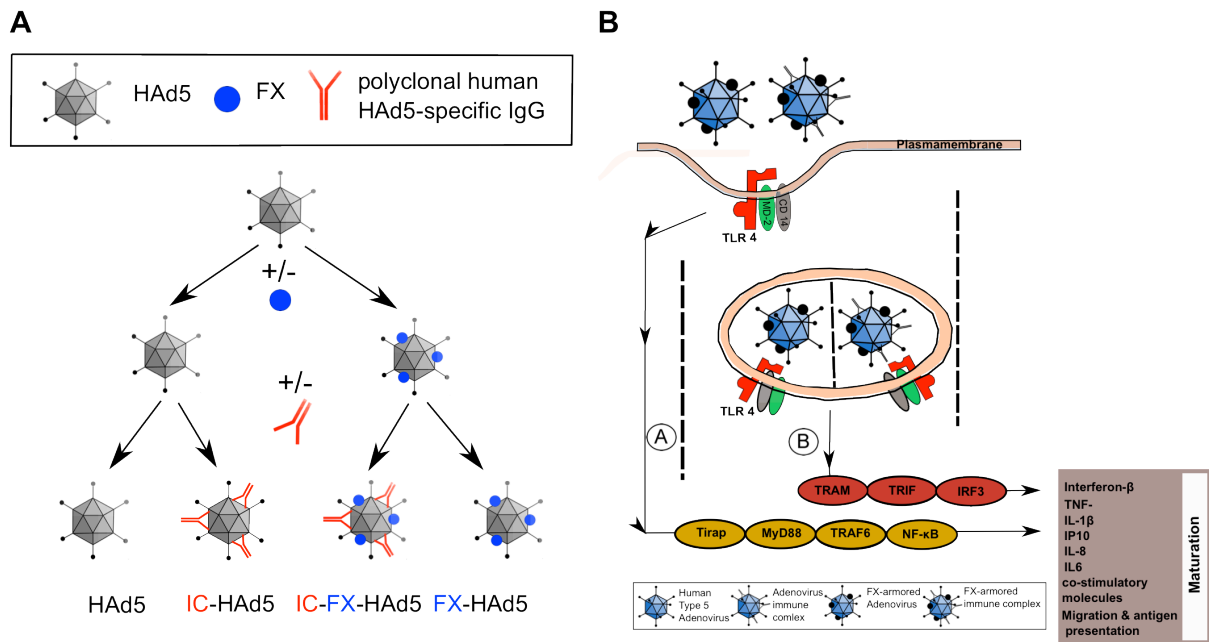 A
HAd5
FX
polyclonal human
HAd5-specific IgG
+/-
+/-
HAd5
IC-HAd5
IC-FX-HAd5
FX-HAd5
B
Plasmamembrane
MD-2
CD 14
TLR 4
TLR 4
A
B
TRAM
TRIF
IRF3
Tirap
MyD88
TRAF6
NF-κB
Interferon-β
TNF-
IL-1β
IP10
IL-8
IL6
co-stimulatory
molecules
Migration & antigen
presentation
Maturation
Human
Type 5
Adenovirus
Adenovirus
immune
comlex
FX-armored
Adenovirus
FX-armored
immune complex